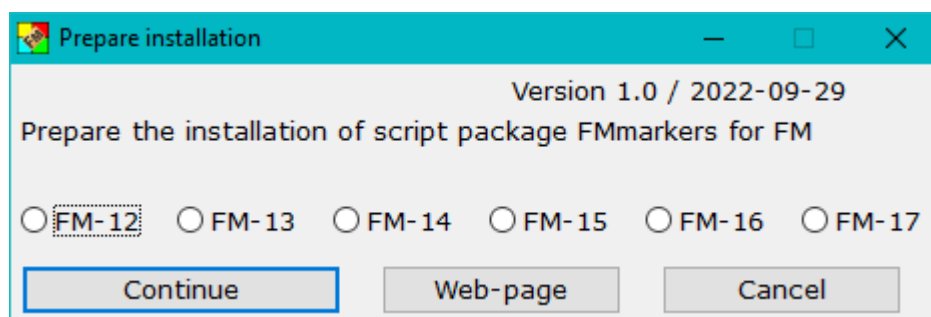 Prepare installation
Version 1.0 / 2022-09-29
Prepare the installation of script package FMmarkers for FM
FM-12 FM-13 FM-14 FM-15 FM-16 FM-17
Continue Web-page Cancel